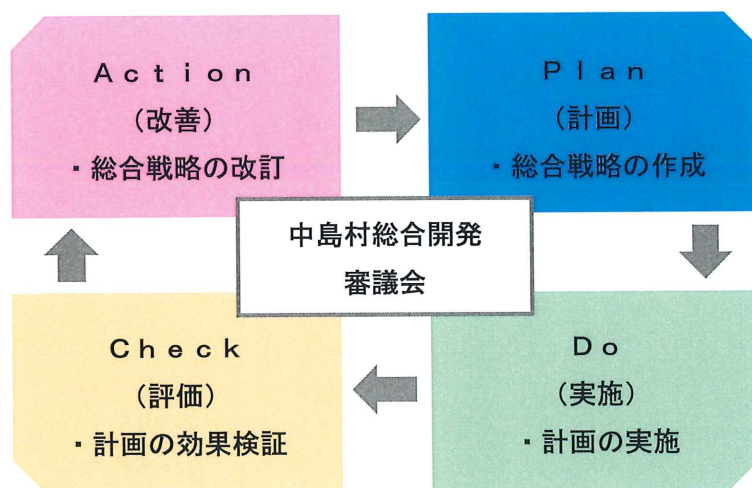 Action
(改善)
・総合戦略の改訂
Plan
(計画)
・総合戦略の作成
中島村総合開発
審議会
Check
(評価)
・計画の効果検証
Do
(実施)
・計画の実施